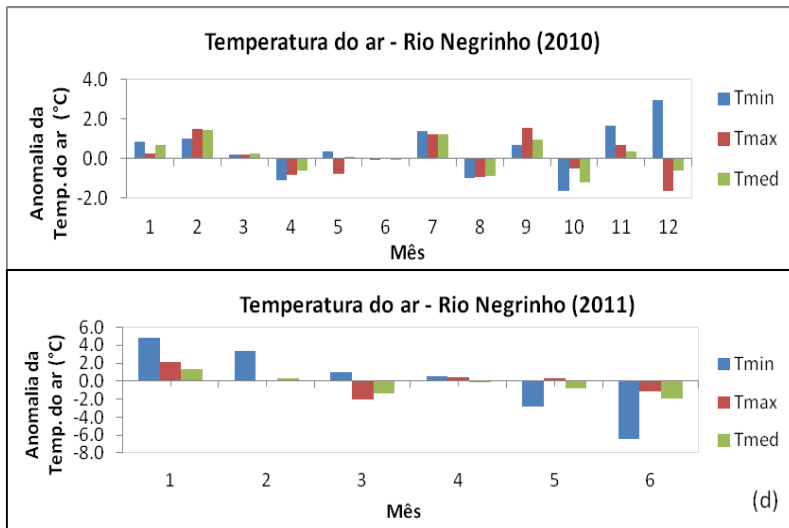 Temperatura do ar - Rio Negrinho (2010)
Anomalia da
Temp. do ar (°C)
4.0
2.0
0.0
-2.0
1 2 3 4 5 6 7 8 9 10 11 12
Mês
Tmin
Tmax
Tmed
Temperatura do ar - Rio Negrinho (2011)
Anomalia da
Temp. do ar (°C)
6.0
4.0
2.0
0.0
-2.0
-4.0
-6.0
-8.0
1 2 3 4 5 6
Mês
Tmin
Tmax
Tmed
(d)